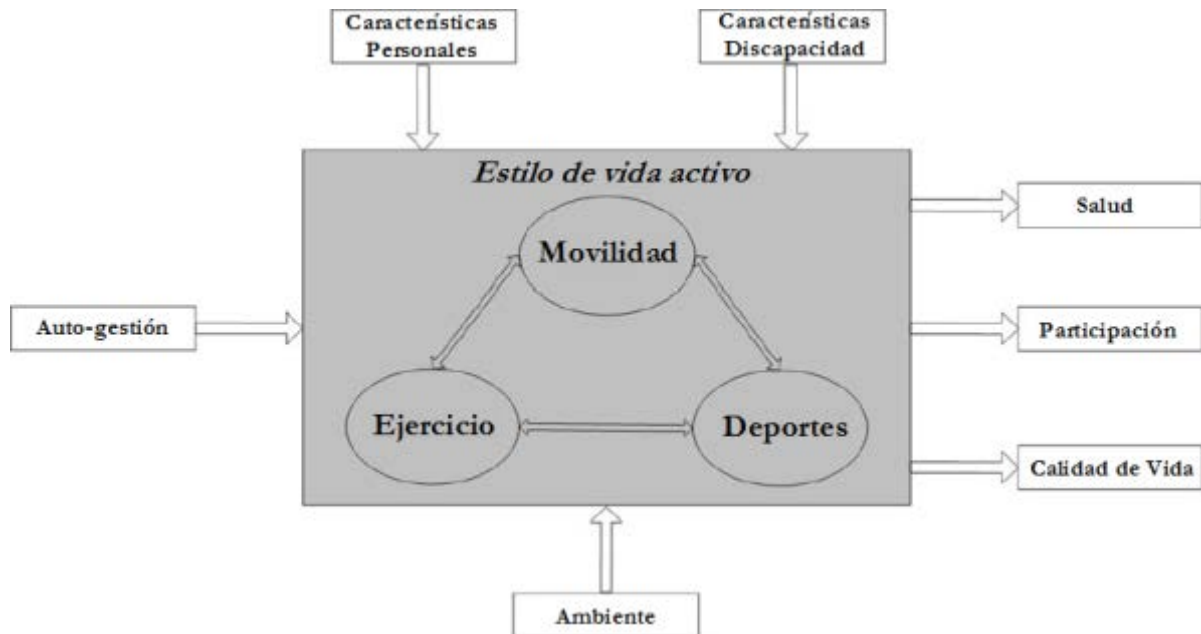 Características
Personales
Características
Discapacidad
Estilo de vida activo
Movilidad
Salud
Auto-gestión
Participación
Ejercicio
Deportes
Calidad de Vida
Ambiente